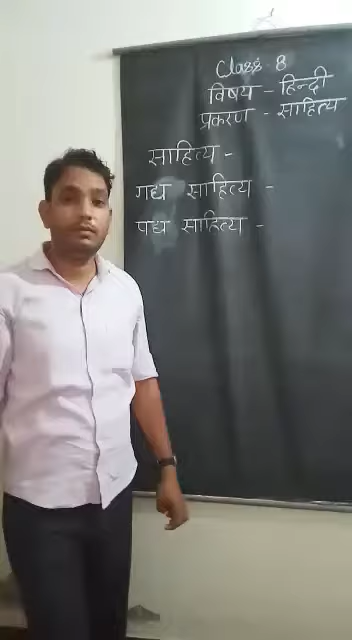 Class - 8
विषय - हिन्दी
प्रकरण - साहित्य
साहित्य -
गद्य साहित्य -
पद्य साहित्य -